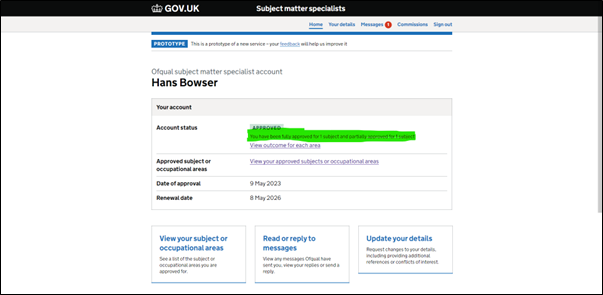 GOV.UK Subject matter specialists
Home Your details Messages 1 Commissions Sign out
PROTOTYPE This is a prototype of a new service – your feedback will help us improve it
Ofqual subject matter specialist account
Hans Bowser
Your account
Account status APPROVED
You have been fully approved for 1 subject and partially approved for 1 subject
View outcome for each area
Approved subject or View your approved subjects or occupational areas
occupational areas
Date of approval 9 May 2023
Renewal date 8 May 2026
View your subject or
occupational areas
See a list of the subject
or occupational areas you are
approved for.
Read or reply to
messages
View any messages Ofqual have
sent you, view your replies or send a
reply.
Update your details
Request changes to your details,
including providing additional
references or conflicts of interest.